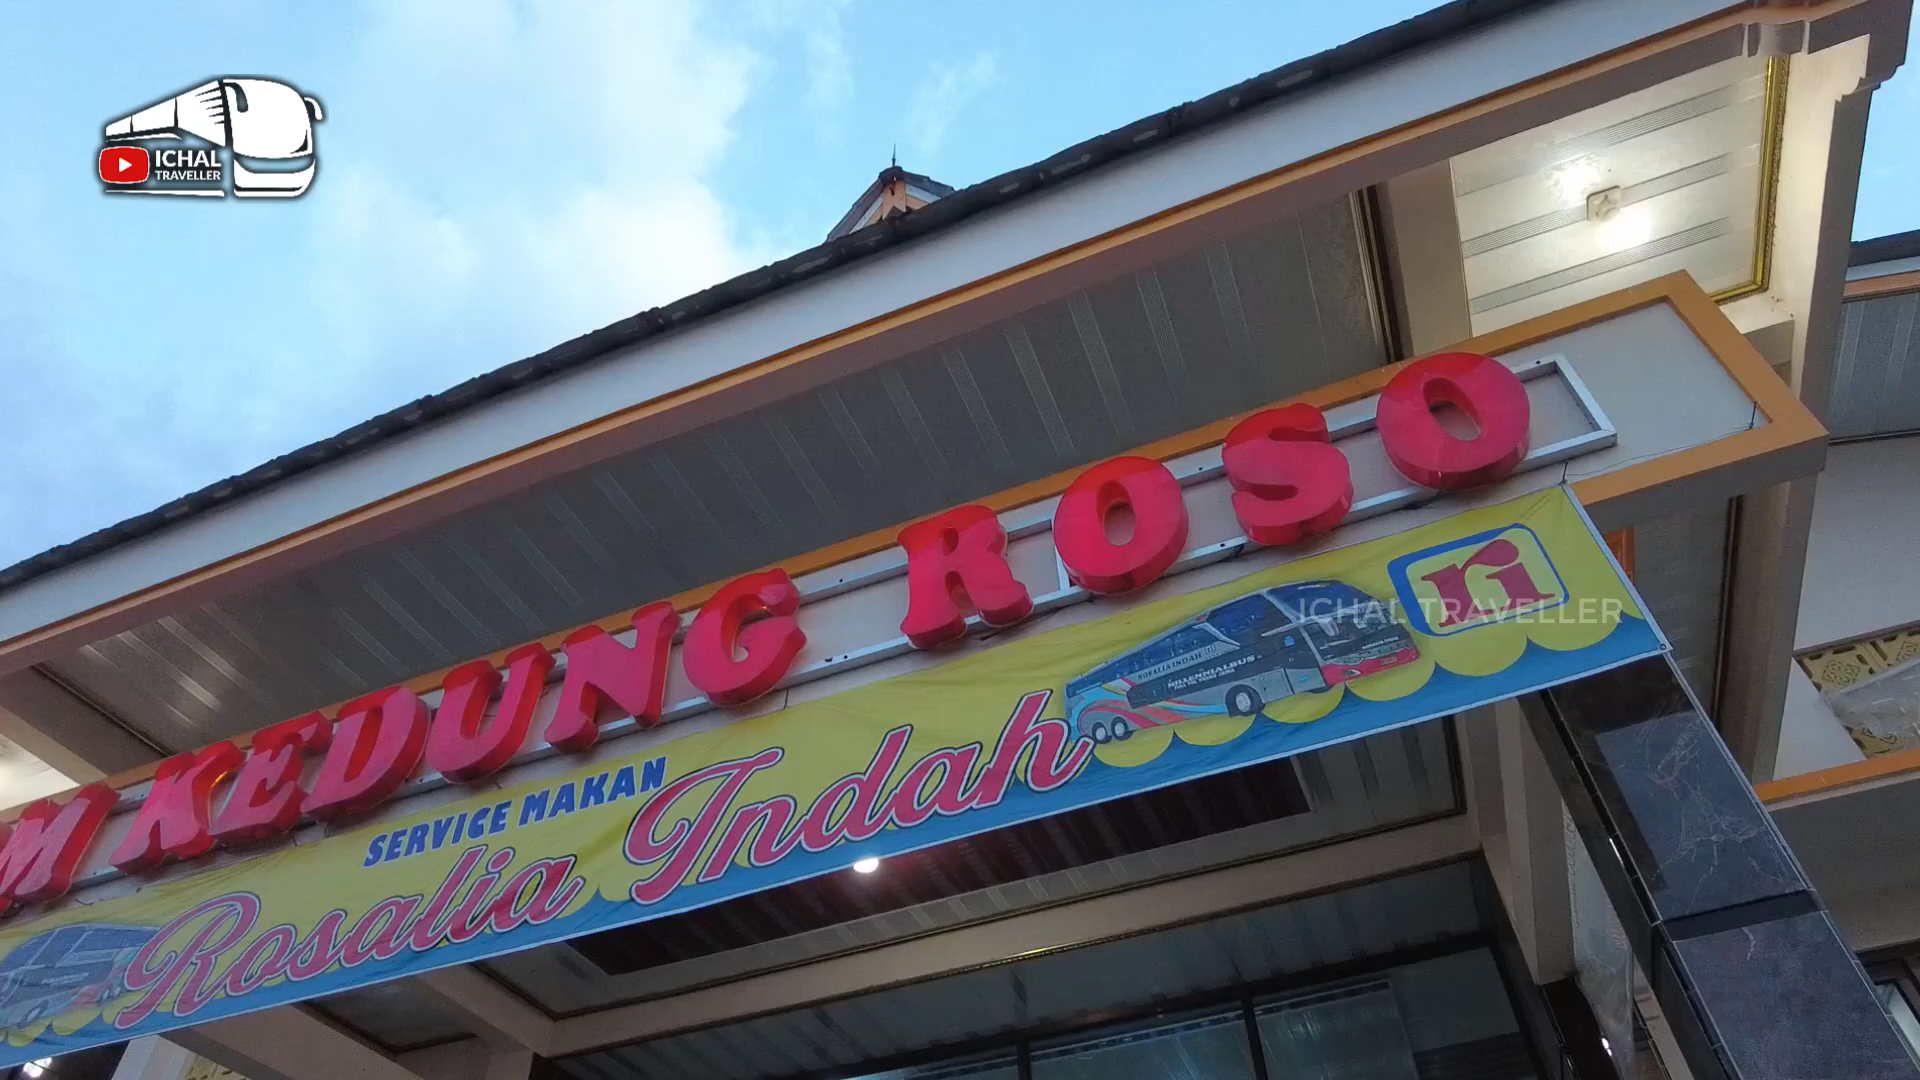 ICHAL
TRAVELLER
M KEDUNG ROSO
SERVICE MAKAN
Rosalia Indah
ROSALIA INDAH
MILLENNIALBUS
ri
ICHAL TRAVELLER